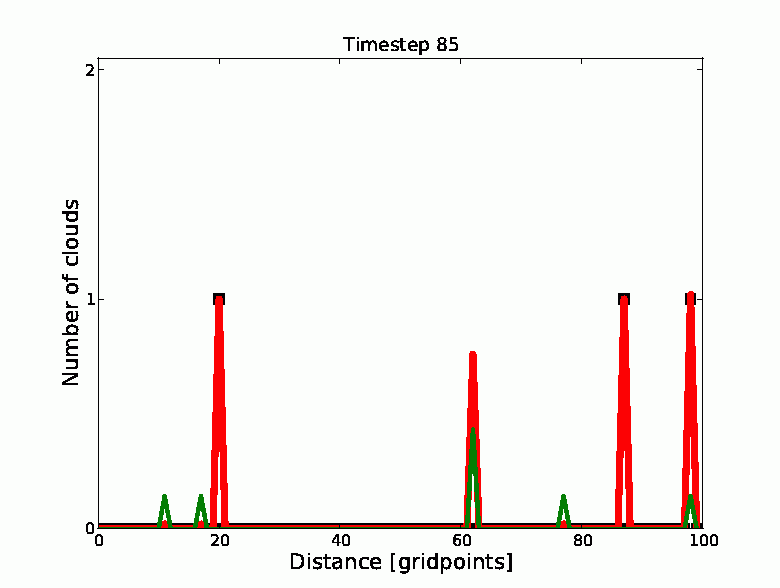 Timestep 85
2
1
0
Number of clouds
0 20 40 60 80 100
Distance [gridpoints]